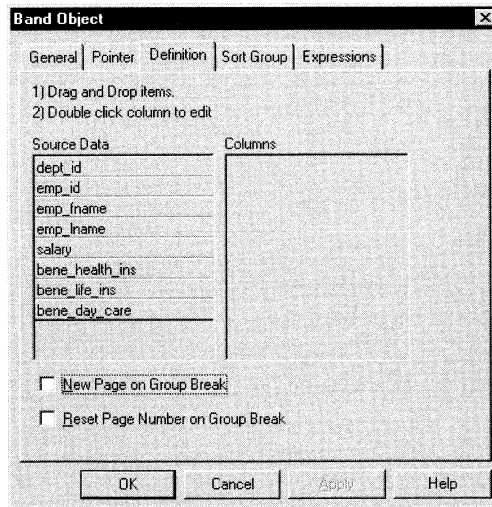 Band Object
General Pointer Definition Sort Group Expressions
1) Drag and Drop items.
2) Double click column to edit
Source Data Columns
dept_id
emp_id
emp_fname
emp_lname
salary
bene_health_ins
bene_life_ins
bene_day_care
New Page on Group Break
Reset Page Number on Group Break
OK Cancel Apply Help